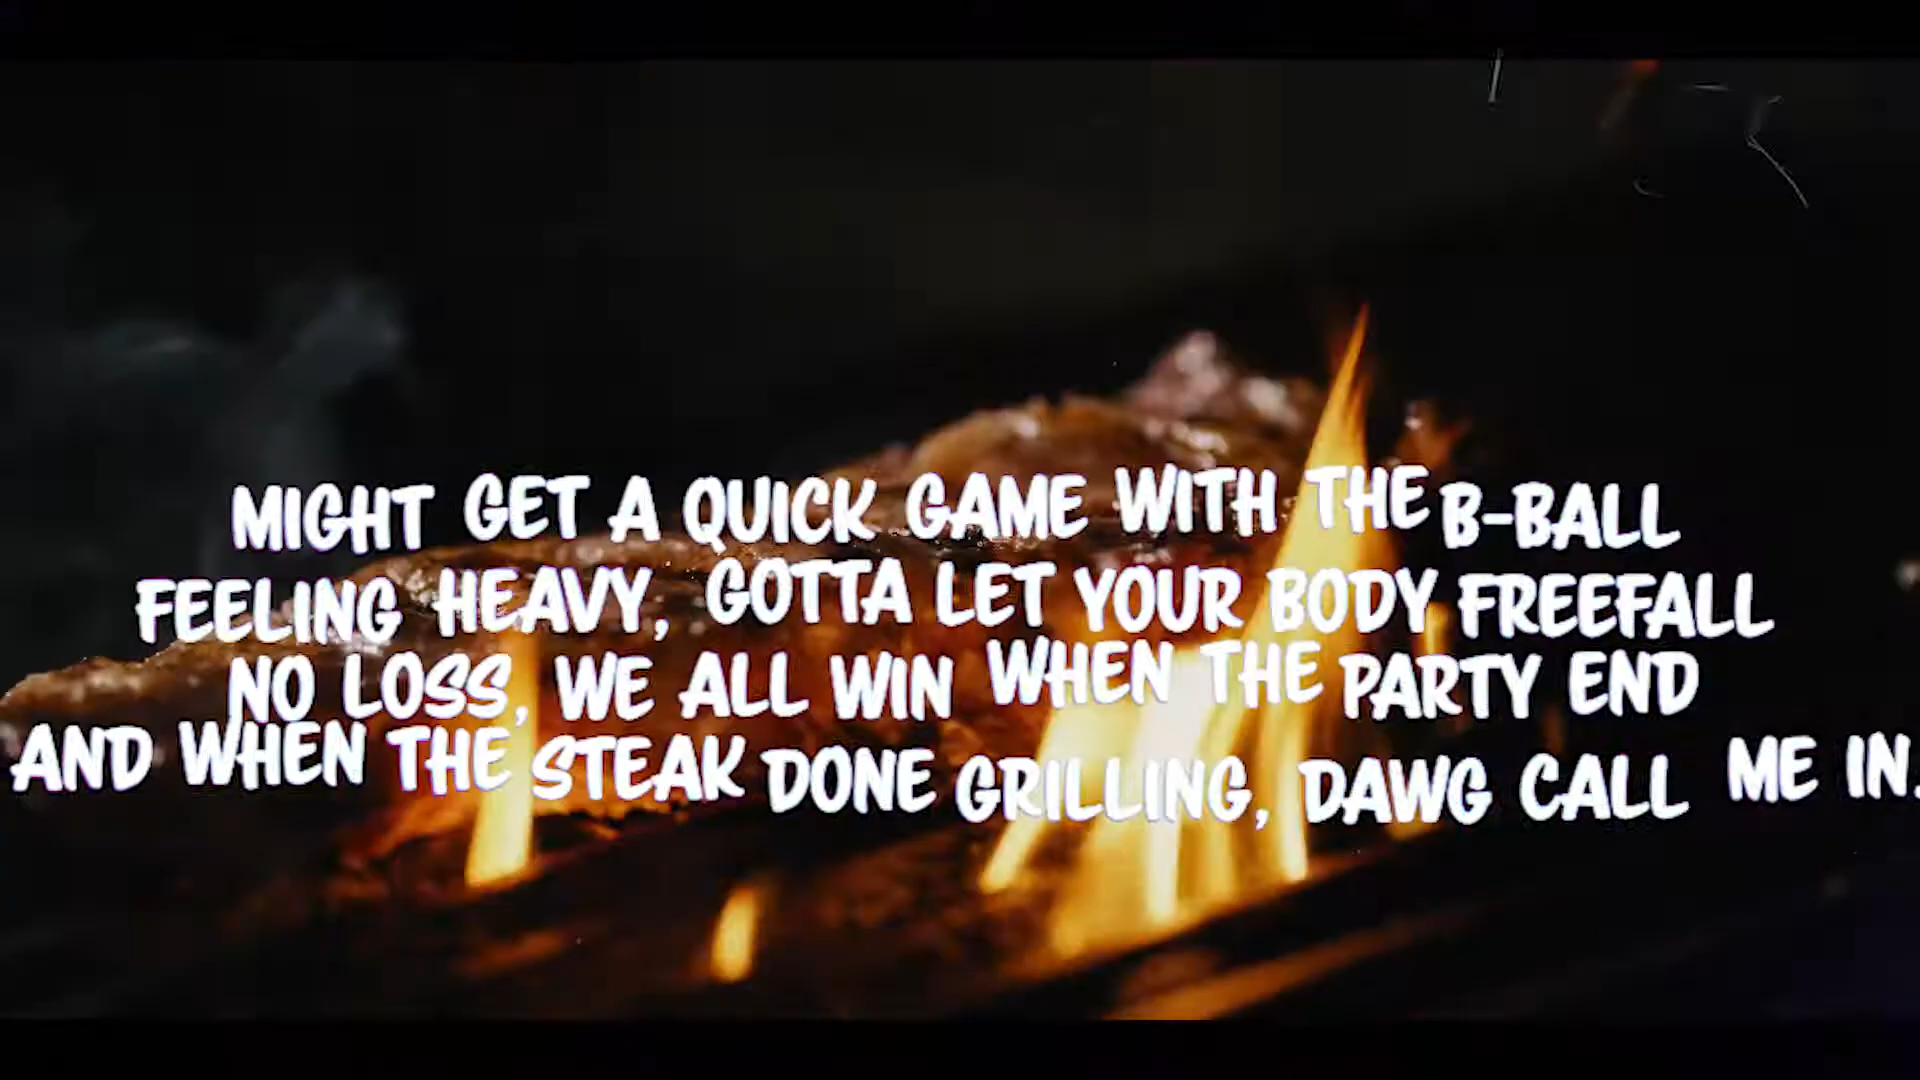 MIGHT GET A QUICK GAME WITH THE B-BALL
FEELING HEAVY, GOTTA LET YOUR BODY FREEFALL
NO LOSS, WE ALL WIN WHEN THE PARTY END
AND WHEN THE STEAK DONE GRILLING, DAWG CALL ME IN.